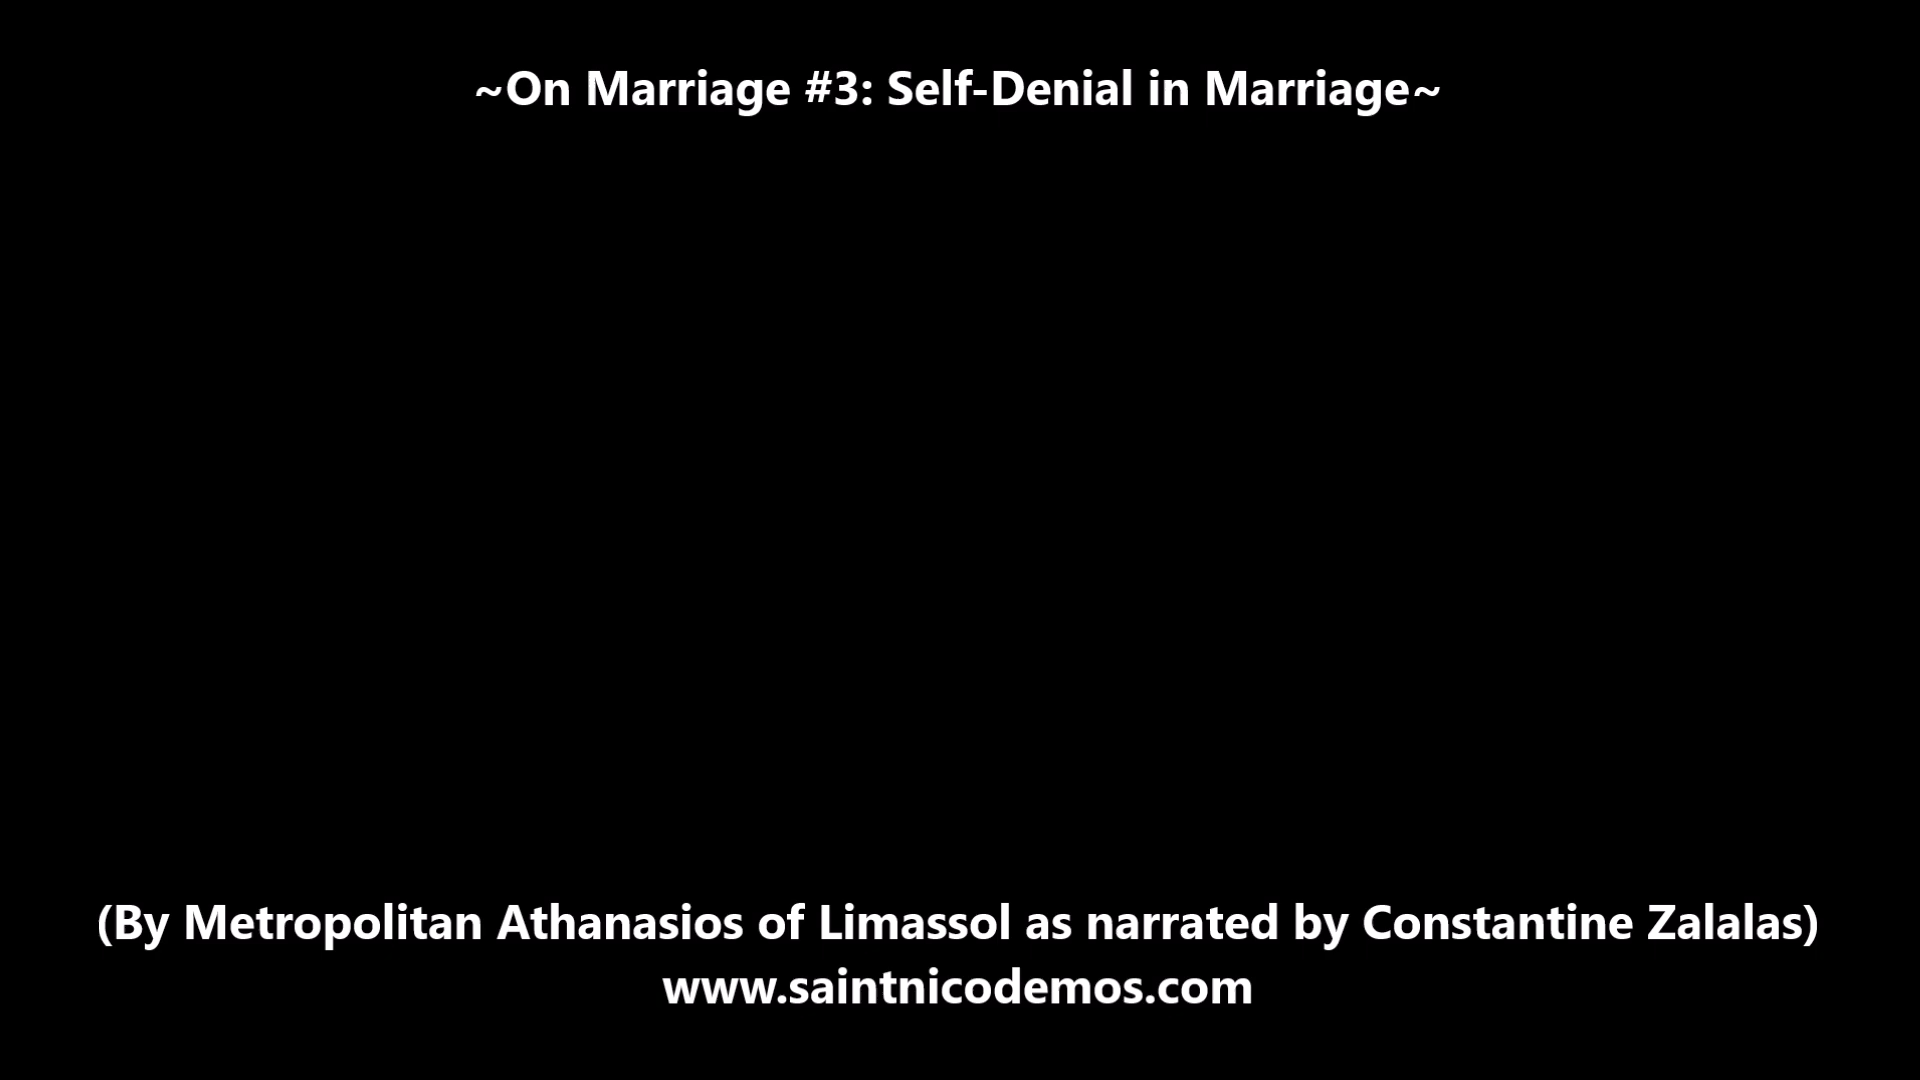 ~On Marriage #3: Self-Denial in Marriage~
(By Metropolitan Athanasios of Limassol as narrated by Constantine Zalalas)
www.saintnicodemos.com